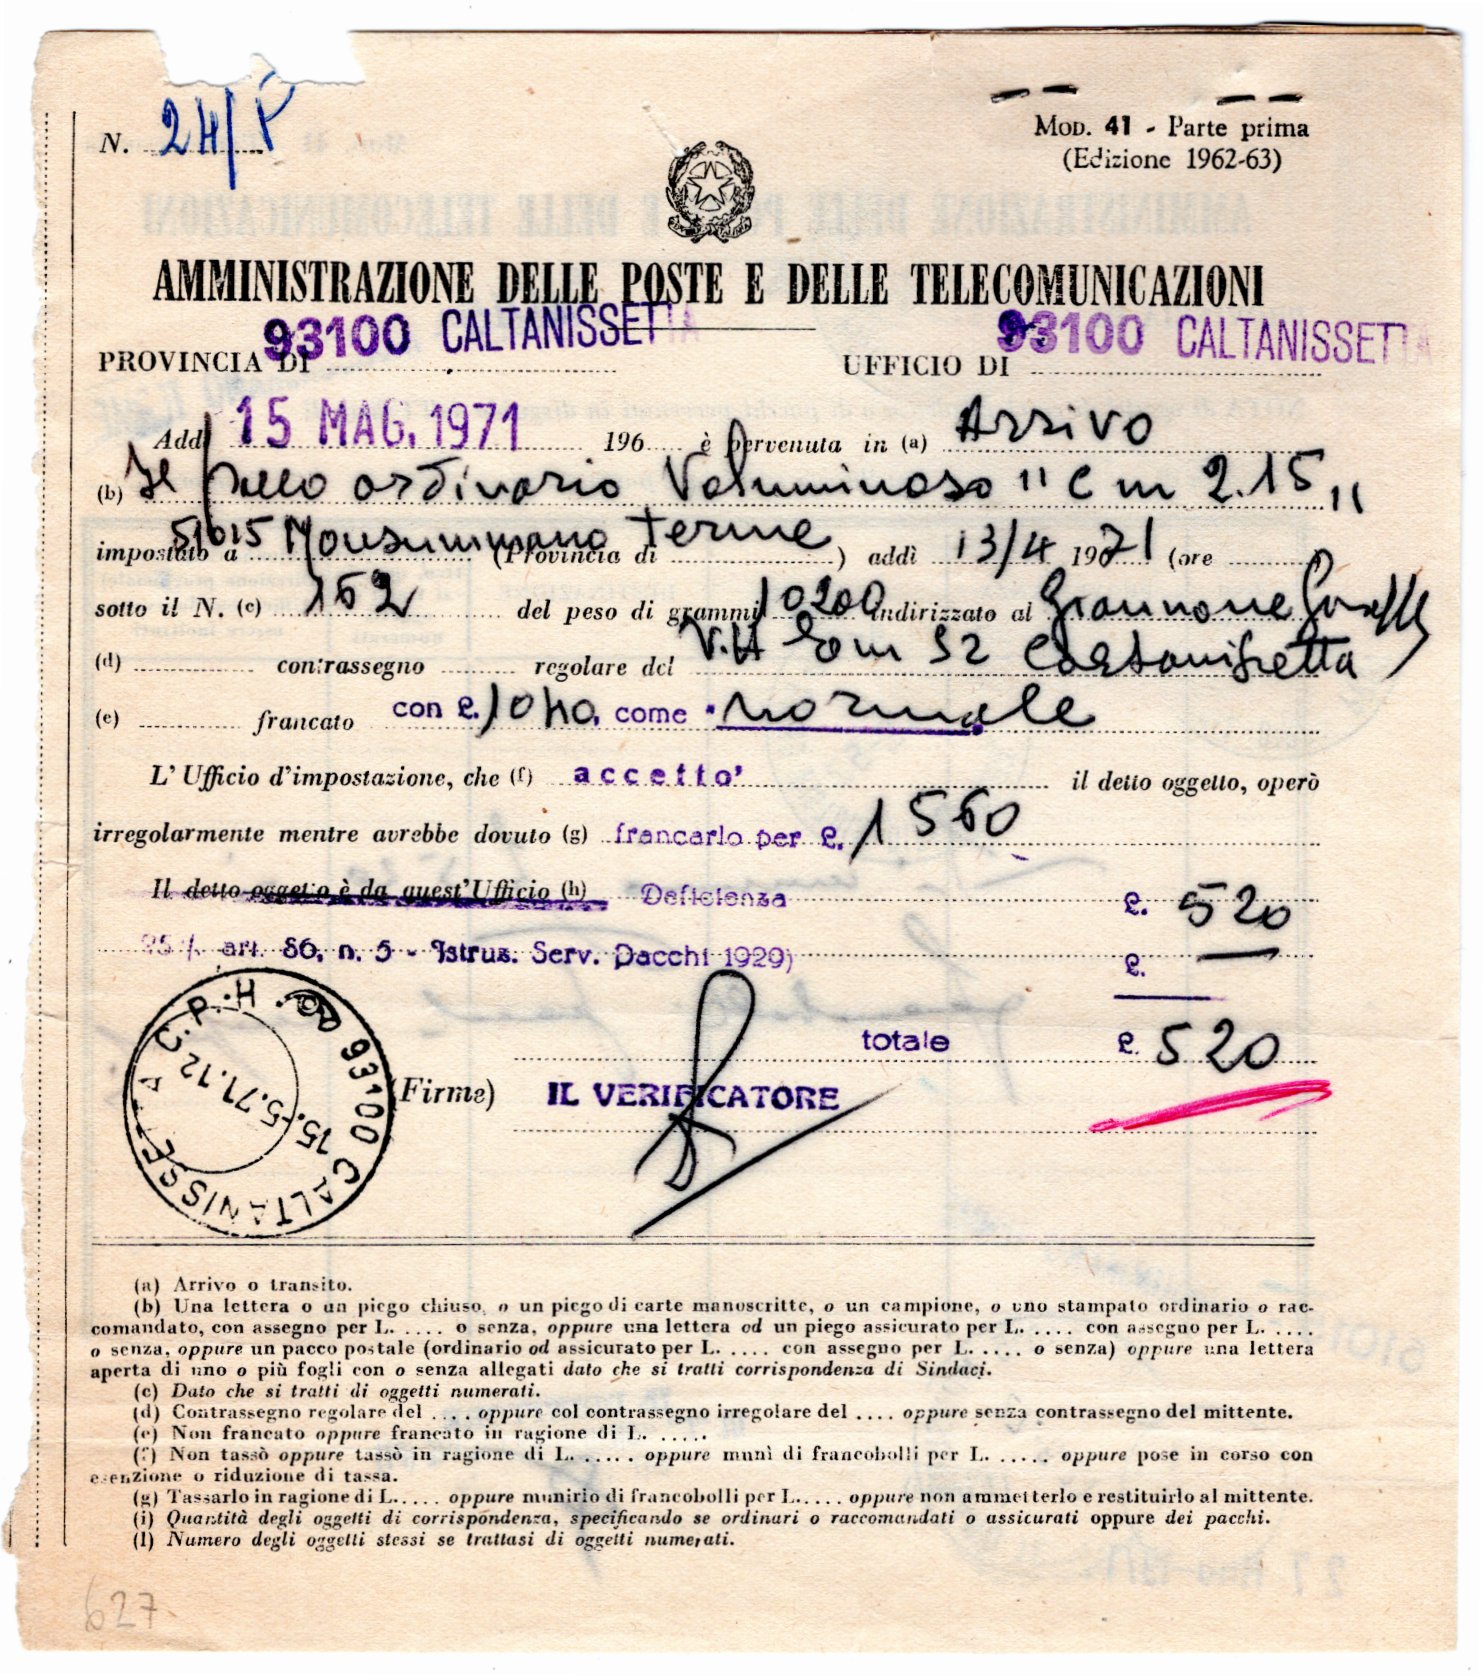 N. 24/P
MOD. 41 - Parte prima
(Edizione 1962-63)
AMMINISTRAZIONE DELLE POSTE E DELLE TELECOMUNICAZIONI
PROVINCIA DI 93100 CALTANISSETTA UFFICIO DI 93100 CALTANISSETTA
Addì 15 MAG. 1971 196 è pervenuta in (a) Arrivo
(b) Il pacco ordinario Voluminoso "C m 2.15"
impostato a 51015 Monsummano Terme (Provincia di ) addì 13/4 1971 (ore )
sotto il N. (c) 162 del peso di grammi 10200 indirizzato al Giannone
(d) contrassegno regolare del V. H 52 Caltanissetta
(e) francato con £. 1040. come "normale"
L' Ufficio d'impostazione, che (f) accetto' il detto oggetto, operò
irregolarmente mentre avrebbe dovuto (g) francarlo per £. 1560
Il detto oggetto è da quest'Ufficio (h) Deficienza £. 520
25% art. 86, n. 5 - Istruz. Serv. Pacchi 1929) £.
totale £. 520
(Firme) IL VERIFICATORE
93100 CALTANISSETTA C.P.H.
15.-5.71.12
(a) Arrivo o transito.
(b) Una lettera o un piego chiuso, o un piego di carte manoscritte, o un campione, o uno stampato ordinario o rac-
comandato, con assegno per L. .... o senza, oppure una lettera od un piego assicurato per L. .... con assegno per L. ....
o senza, oppure un pacco postale (ordinario od assicurato per L. .... con assegno per L. .... o senza) oppure una lettera
aperta di uno o più fogli con o senza allegati dato che si tratti corrispondenza di Sindaci.
(c) Dato che si tratti di oggetti numerati.
(d) Contrassegno regolare del .... oppure col contrassegno irregolare del .... oppure senza contrassegno del mittente.
(e) Non francato oppure francato in ragione di L. .....
(f) Non tassò oppure tassò in ragione di L. ..... oppure munì di francobolli per L. ..... oppure pose in corso con
esenzione o riduzione di tassa.
(g) Tassarlo in ragione di L..... oppure munirlo di francobolli per L..... oppure non ammetterlo e restituirlo al mittente.
(i) Quantità degli oggetti di corrispondenza, specificando se ordinari o raccomandati o assicurati oppure dei pacchi.
(l) Numero degli oggetti stessi se trattasi di oggetti numerati.
627